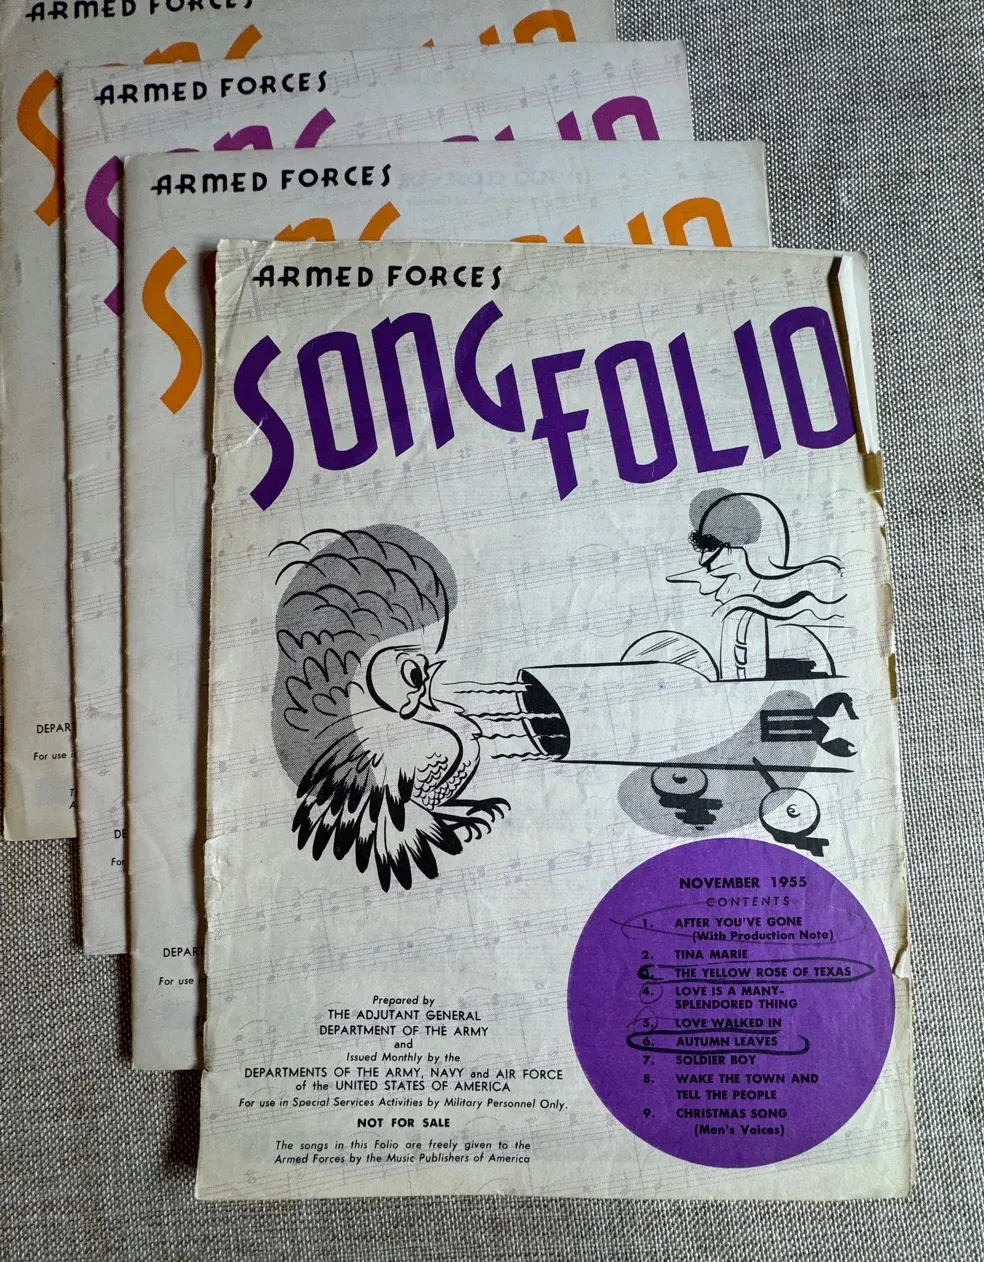 ARMED FORCES
ARMED FORCES
ARMED FORCES
ARMED FORCES
SONG FOLIO
NOVEMBER 1955
CONTENTS
1. AFTER YOU'VE GONE
(With Production Note)
2. TINA MARIE
3. THE YELLOW ROSE OF TEXAS
4. LOVE IS A MANY-
SPLENDORED THING
5. LOVE WALKED IN
6. AUTUMN LEAVES
7. SOLDIER BOY
8. WAKE THE TOWN AND
TELL THE PEOPLE
9. CHRISTMAS SONG
(Men's Voices)
DEPAR
For use
DE
For
DEPART
For use in
Prepared by
THE ADJUTANT GENERAL
DEPARTMENT OF THE ARMY
and
Issued Monthly by the
DEPARTMENTS OF THE ARMY, NAVY and AIR FORCE
of the UNITED STATES OF AMERICA
For use in Special Services Activities by Military Personnel Only.
NOT FOR SALE
The songs in this Folio are freely given to the
Armed Forces by the Music Publishers of America